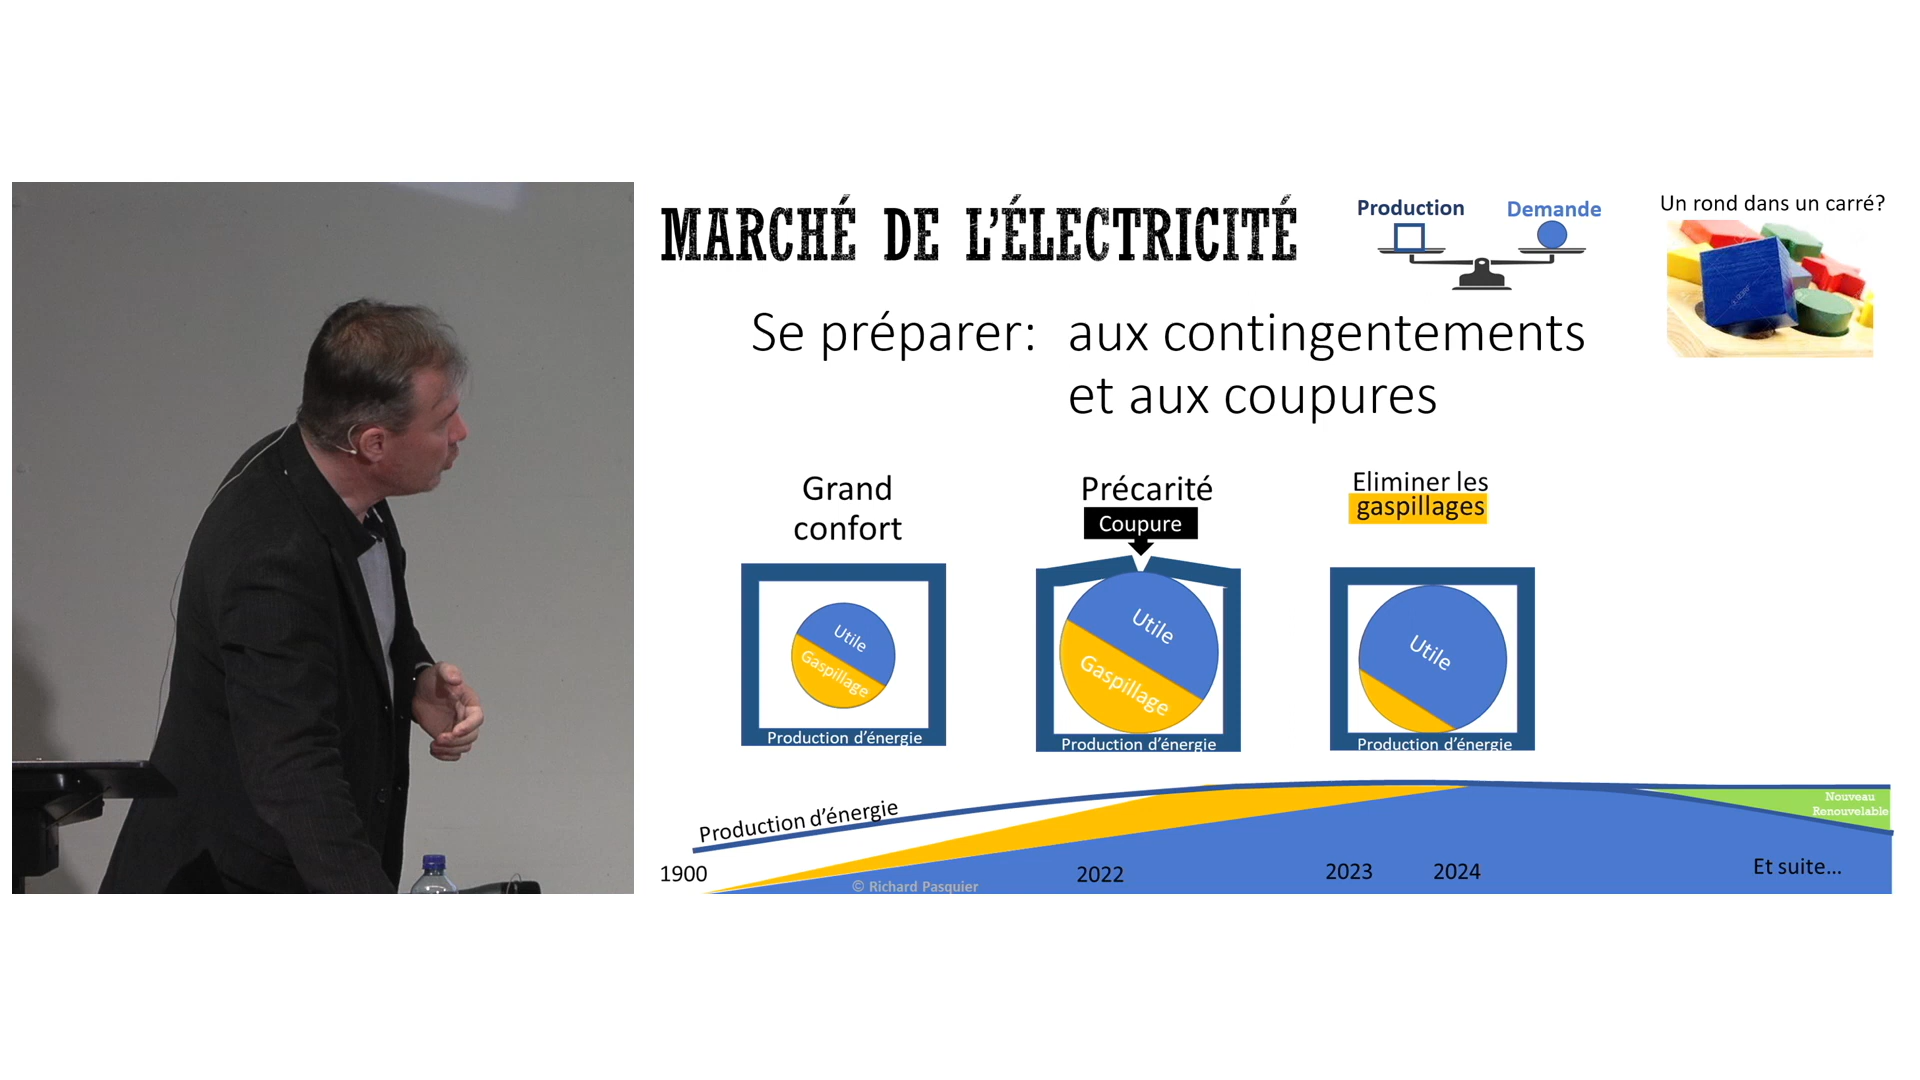 MARCHÉ DE L'ÉLECTRICITÉ
Production
Demande
Un rond dans un carré?
Se préparer: aux contingentements
et aux coupures
Grand
confort
Utile
Gaspillage
Production d'énergie
Précarité
Coupure
Utile
Gaspillage
Production d'énergie
Eliminer les
gaspillages
Utile
Production d'énergie
Production d'énergie
Nouveau
Renouvelable
1900
2022
2023
2024
Et suite...
© Richard Pasquier